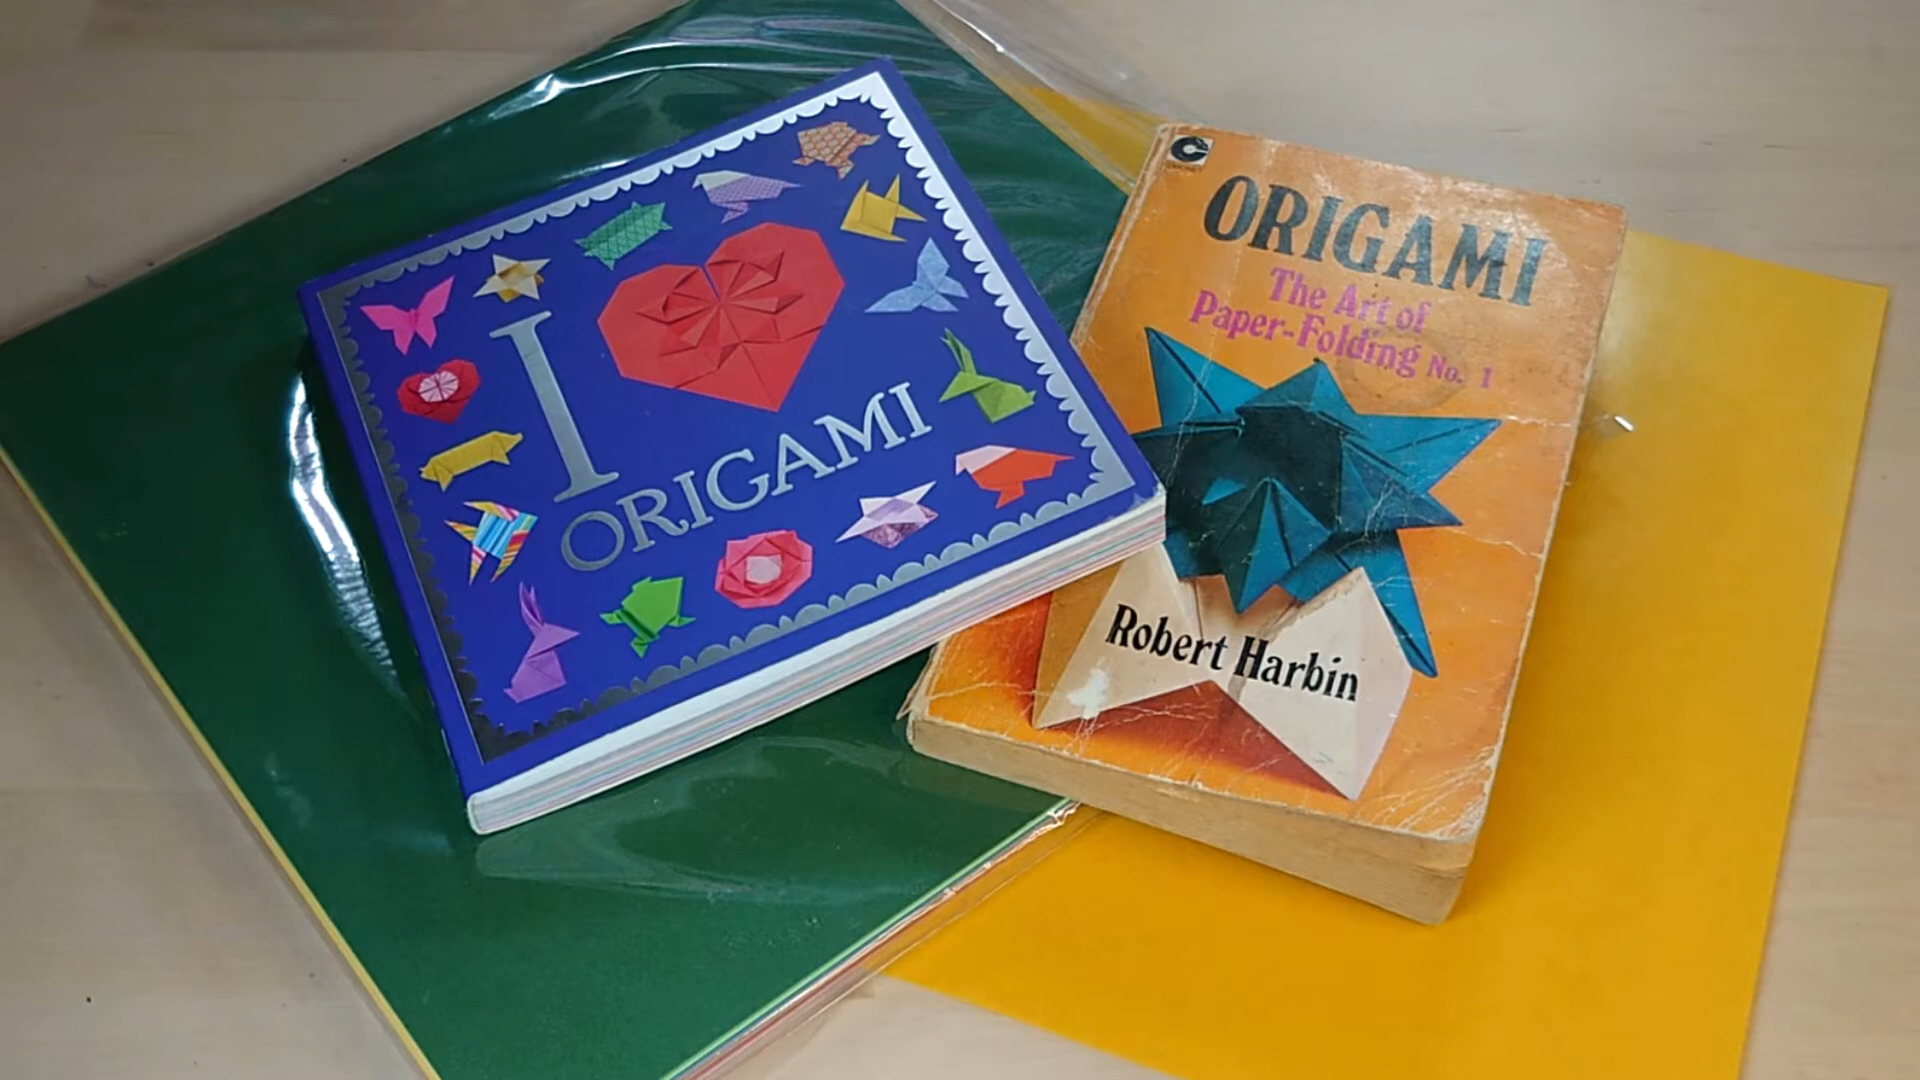 I
ORIGAMI
ORIGAMI
The Art of
Paper-Folding No. 1
Robert Harbin